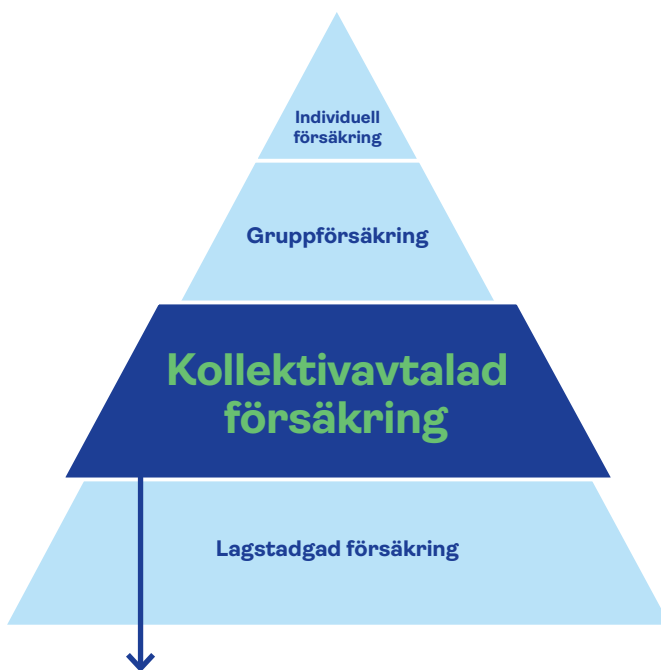 Individuell
försäkring
Gruppförsäkring
Kollektivavtalad
försäkring
Lagstadgad försäkring